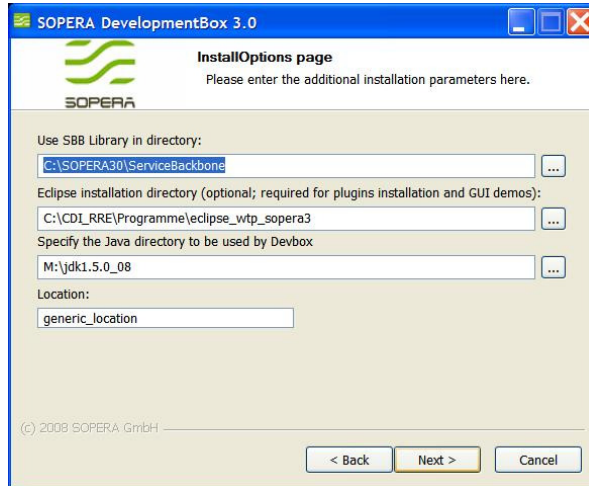 SOPERA DevelopmentBox 3.0
InstallOptions page
Please enter the additional installation parameters here.
SOPERA
Use SBB Library in directory:
C:\SOPERA30\ServiceBackbone
...
Eclipse installation directory (optional; required for plugins installation and GUI demos):
C:\CDI_RRE\Programme\eclipse_wtp_sopera3
...
Specify the Java directory to be used by Devbox
M:\jdk1.5.0_08
...
Location:
generic_location
(c) 2008 SOPERA GmbH
< Back Next > Cancel